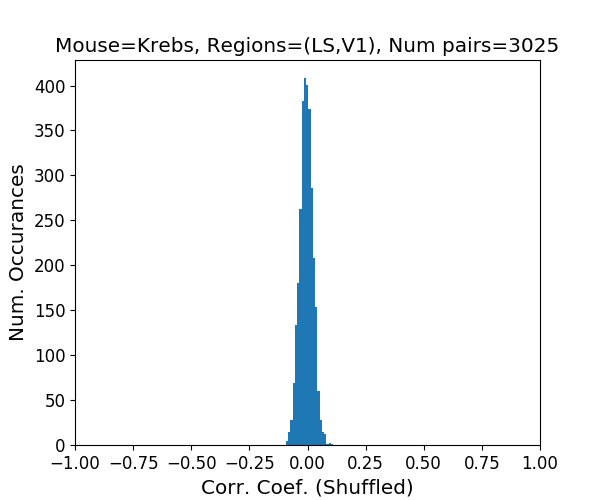 Mouse=Krebs, Regions=(LS,V1), Num pairs=3025
Num. Occurances
400
350
300
250
200
150
100
50
0
−1.00 −0.75 −0.50 −0.25 0.00 0.25 0.50 0.75 1.00
Corr. Coef. (Shuffled)